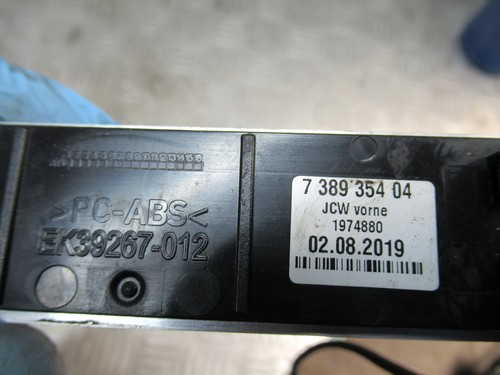 >PC-ABS<
EK39267-012
7 389 354 04
JCW vorne
1974880
02.08.2019